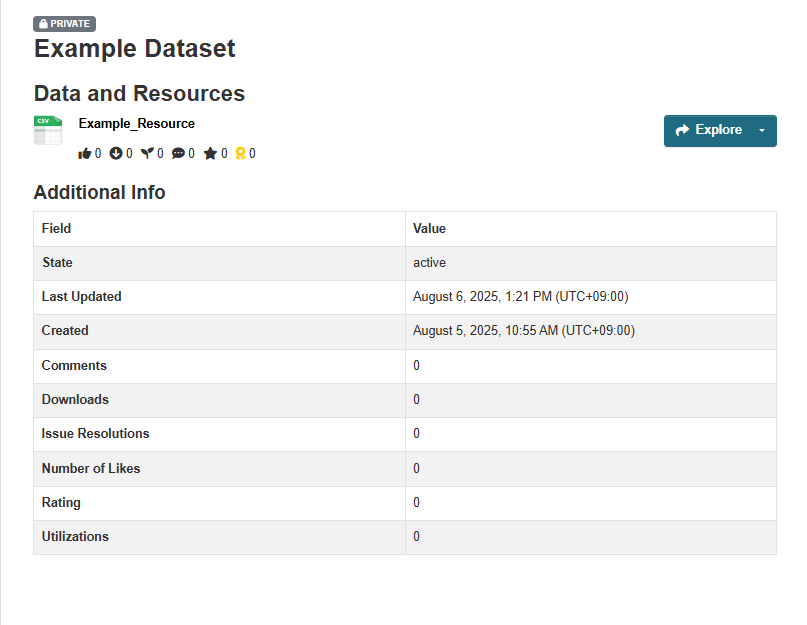 PRIVATE
Example Dataset
Data and Resources
CSV
Example_Resource
Explore
0 0 0 0 0 0
Additional Info
Field Value
State active
Last Updated August 6, 2025, 1:21 PM (UTC+09:00)
Created August 5, 2025, 10:55 AM (UTC+09:00)
Comments 0
Downloads 0
Issue Resolutions 0
Number of Likes 0
Rating 0
Utilizations 0